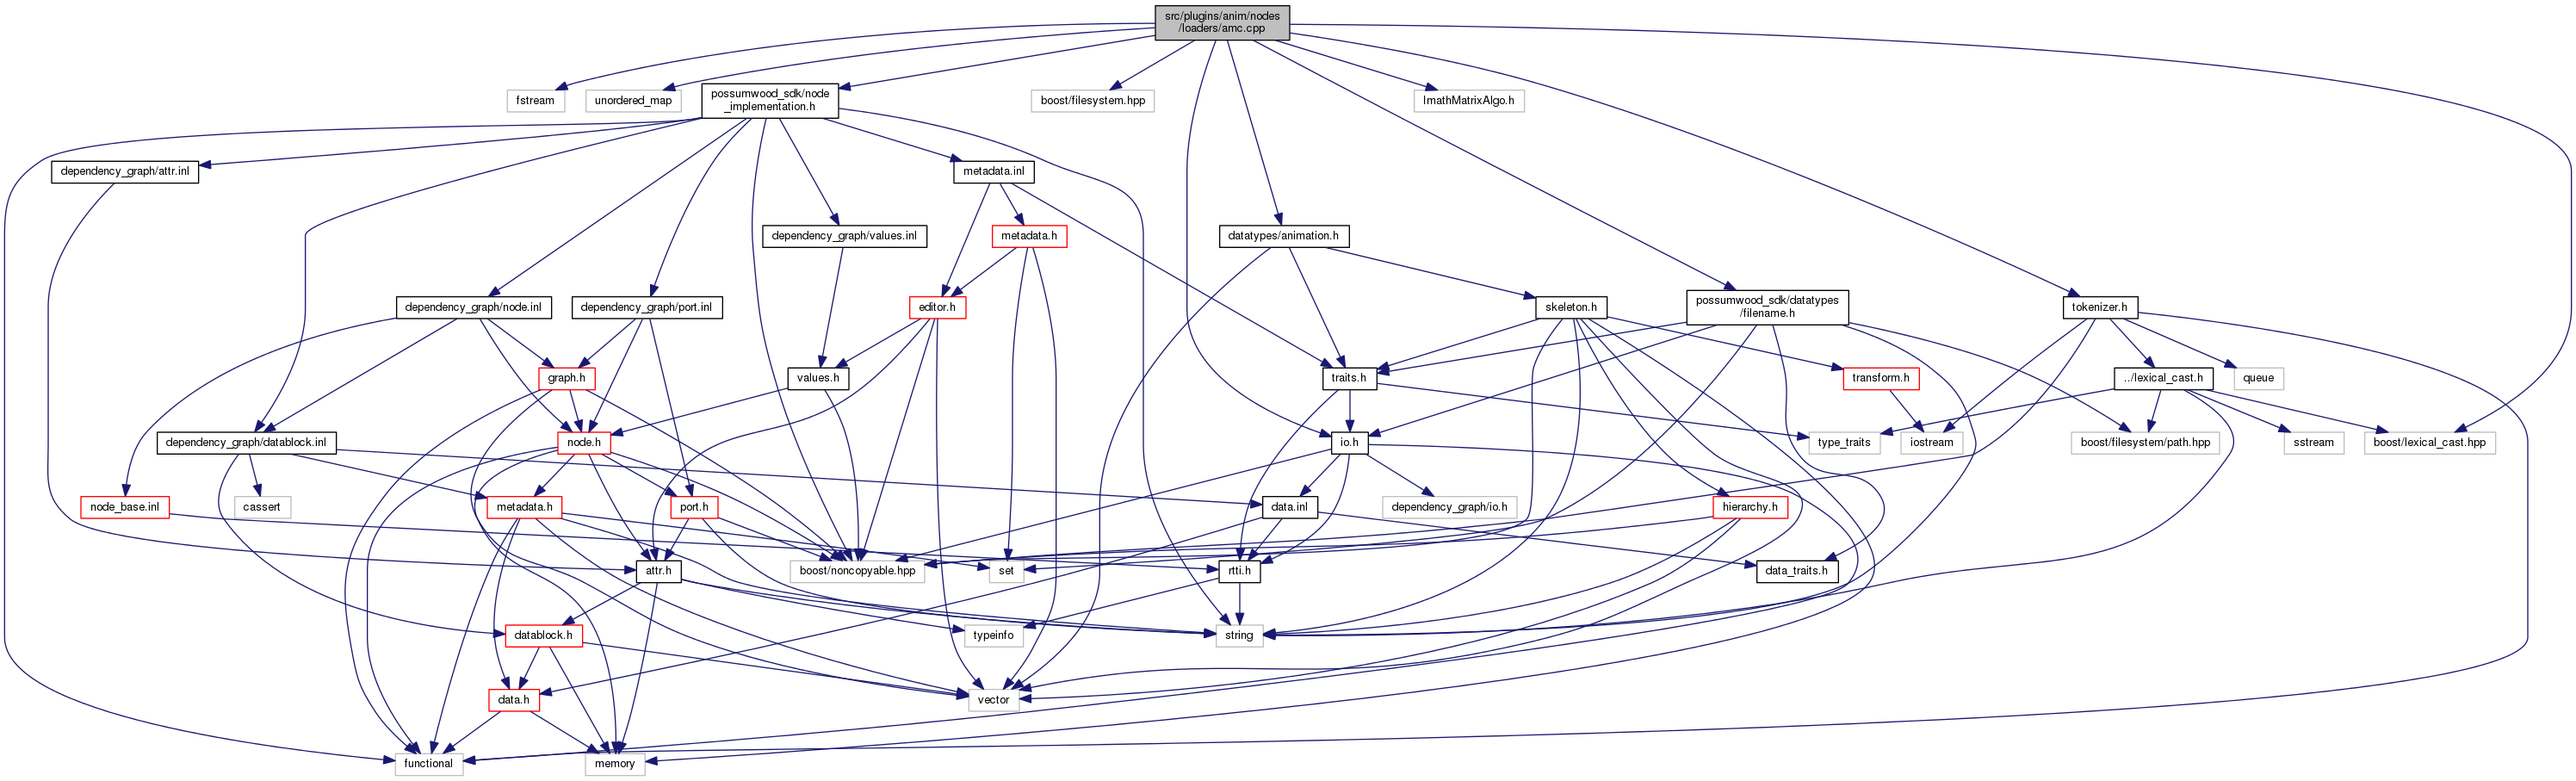 src/plugins/anim/nodes
/loaders/amc.cpp
fstream
unordered_map
possumwood_sdk/node
_implementation.h
boost/filesystem.hpp
ImathMatrixAlgo.h
dependency_graph/attr.inl
metadata.inl
dependency_graph/values.inl
metadata.h
datatypes/animation.h
dependency_graph/node.inl
dependency_graph/port.inl
editor.h
skeleton.h
possumwood_sdk/datatypes
/filename.h
tokenizer.h
graph.h
values.h
traits.h
transform.h
../lexical_cast.h
queue
dependency_graph/datablock.inl
node.h
io.h
type_traits
iostream
boost/filesystem/path.hpp
sstream
boost/lexical_cast.hpp
node_base.inl
cassert
metadata.h
port.h
data.inl
dependency_graph/io.h
hierarchy.h
attr.h
boost/noncopyable.hpp
set
rtti.h
data_traits.h
datablock.h
typeinfo
string
data.h
vector
functional
memory